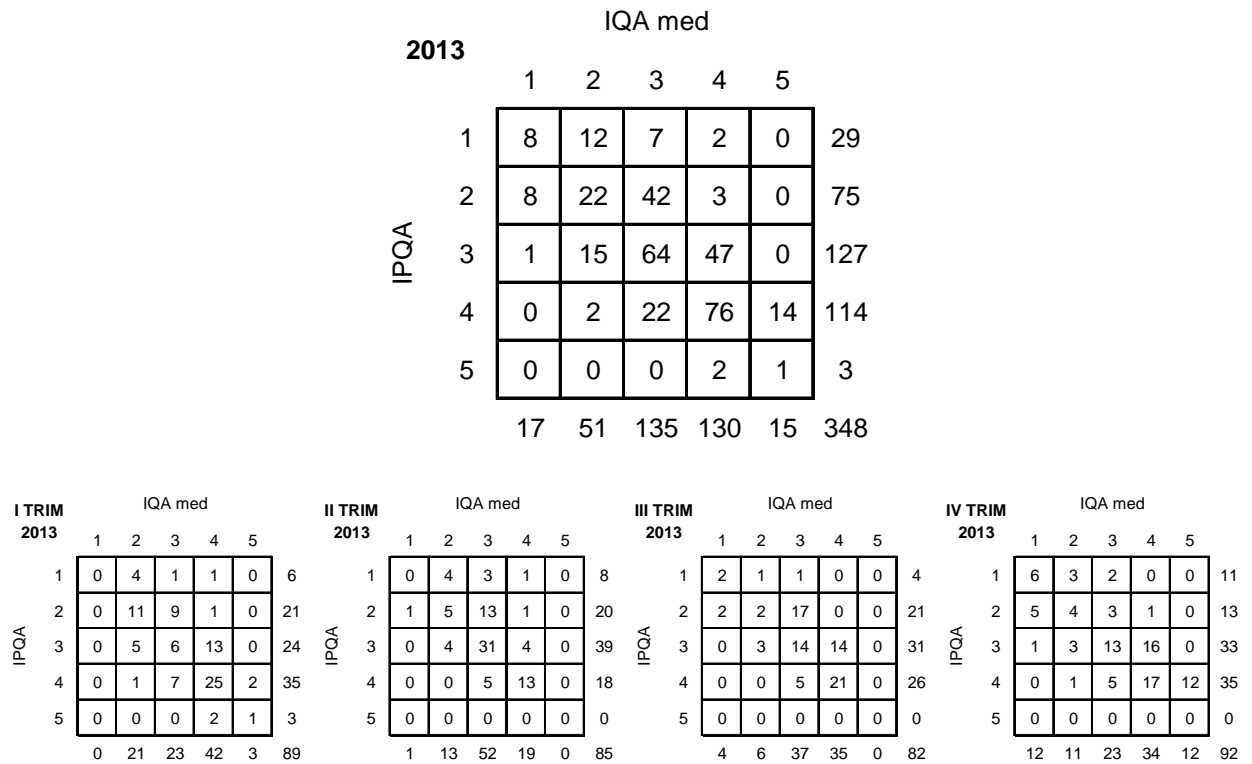 IQA med
2013
1 2 3 4 5
1 8 12 7 2 0 29
2 8 22 42 3 0 75
IPQA
3 1 15 64 47 0 127
4 0 2 22 76 14 114
5 0 0 0 2 1 3
17 51 135 130 15 348
I TRIM
2013
IQA med
1 2 3 4 5
1 0 4 1 1 0 6
2 0 11 9 1 0 21
IPQA
3 0 5 6 13 0 24
4 0 1 7 25 2 35
5 0 0 0 2 1 3
0 21 23 42 3 89
II TRIM
2013
IQA med
1 2 3 4 5
1 0 4 3 1 0 8
2 1 5 13 1 0 20
IPQA
3 0 4 31 4 0 39
4 0 0 5 13 0 18
5 0 0 0 0 0 0
1 13 52 19 0 85
III TRIM
2013
IQA med
1 2 3 4 5
1 2 1 1 0 0 4
2 2 2 17 0 0 21
IPQA
3 0 3 14 14 0 31
4 0 0 5 21 0 26
5 0 0 0 0 0 0
4 6 37 35 0 82
IV TRIM
2013
IQA med
1 2 3 4 5
1 6 3 2 0 0 11
2 5 4 3 1 0 13
IPQA
3 1 3 13 16 0 33
4 0 1 5 17 12 35
5 0 0 0 0 0 0
12 11 23 34 12 92